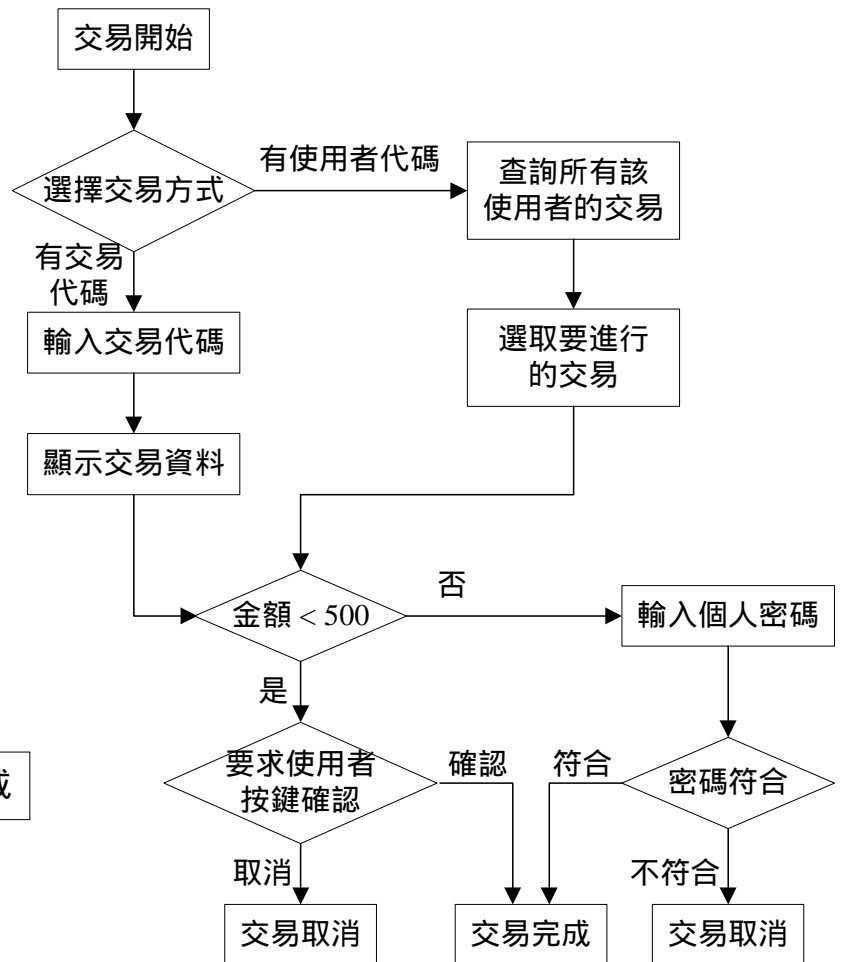 交易開始
選擇交易方式
有使用者代碼
查詢所有該
使用者的交易
有交易
代碼
輸入交易代碼
選取要進行
的交易
顯示交易資料
金額 < 500
否
輸入個人密碼
是
要求使用者
按鍵確認
確認
符合
密碼符合
取消
不符合
交易取消
交易完成
交易取消